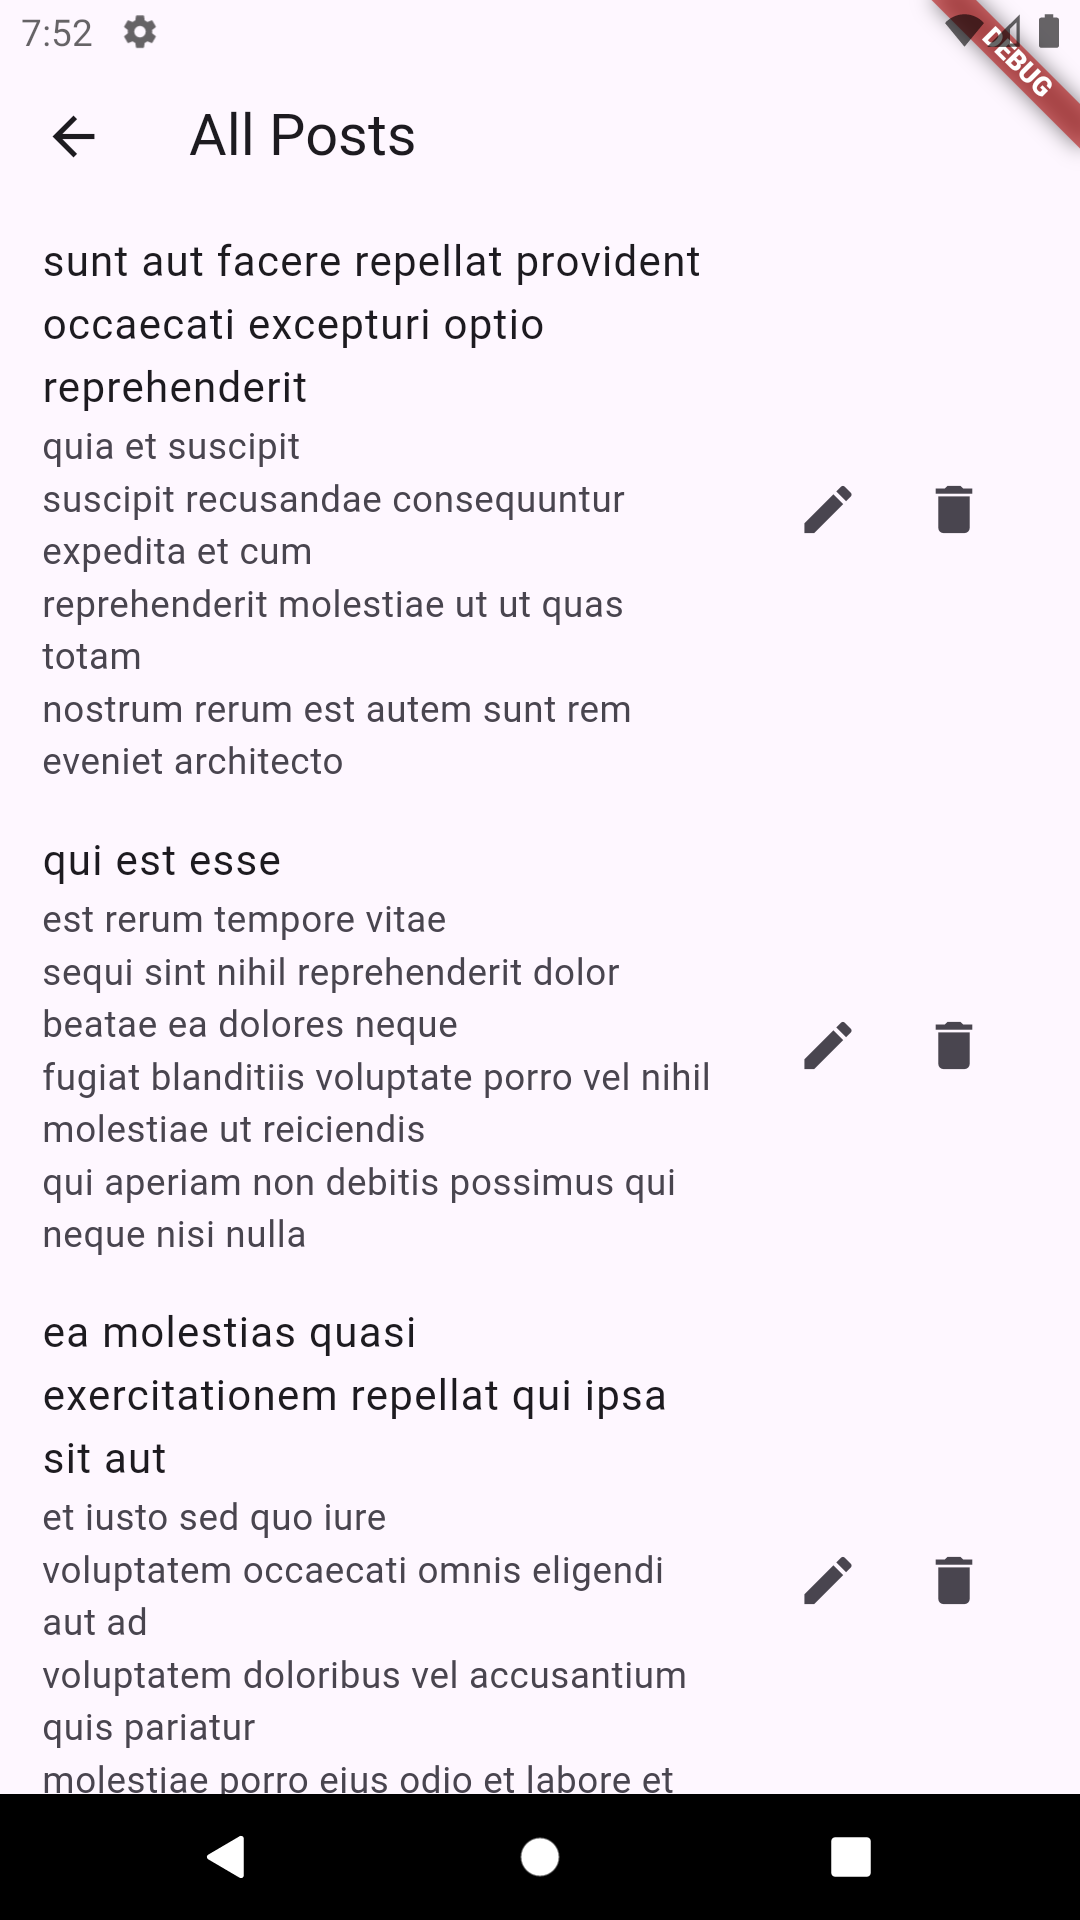 7:52
DEBUG
All Posts
sunt aut facere repellat provident
occaecati excepturi optio
reprehenderit
quia et suscipit
suscipit recusandae consequuntur
expedita et cum
reprehenderit molestiae ut ut quas
totam
nostrum rerum est autem sunt rem
eveniet architecto
qui est esse
est rerum tempore vitae
sequi sint nihil reprehenderit dolor
beatae ea dolores neque
fugiat blanditiis voluptate porro vel nihil
molestiae ut reiciendis
qui aperiam non debitis possimus qui
neque nisi nulla
ea molestias quasi
exercitationem repellat qui ipsa
sit aut
et iusto sed quo iure
voluptatem occaecati omnis eligendi
aut ad
voluptatem doloribus vel accusantium
quis pariatur
molestiae porro eius odio et labore et